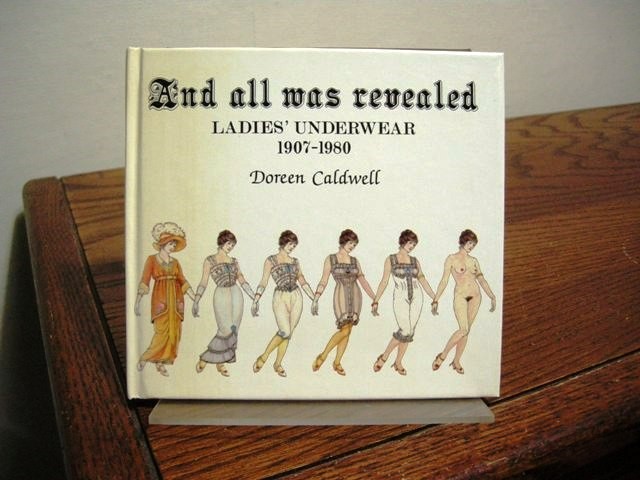 And all was revealed
LADIES' UNDERWEAR
1907-1980
Doreen Caldwell